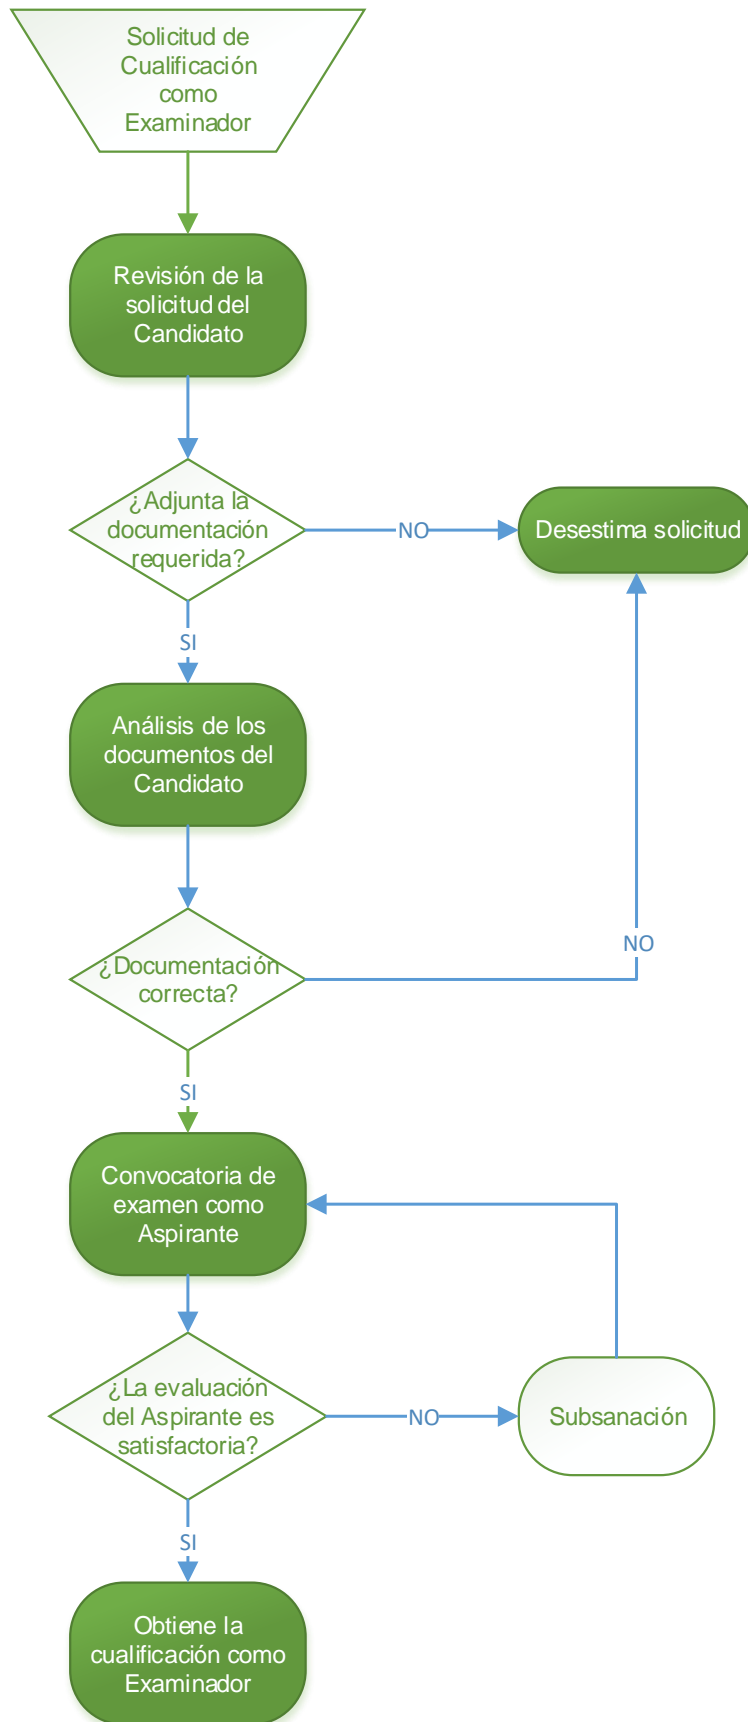 Solicitud de
Cualificación
como
Examinador
Revisión de la
solicitud del
Candidato
¿Adjunta la
documentación
requerida?
NO
Desestima solicitud
SI
Análisis de los
documentos del
Candidato
NO
¿Documentación
correcta?
SI
Convocatoria de
examen como
Aspirante
¿La evaluación
del Aspirante es
satisfactoria?
NO
Subsanación
SI
Obtiene la
cualificación como
Examinador